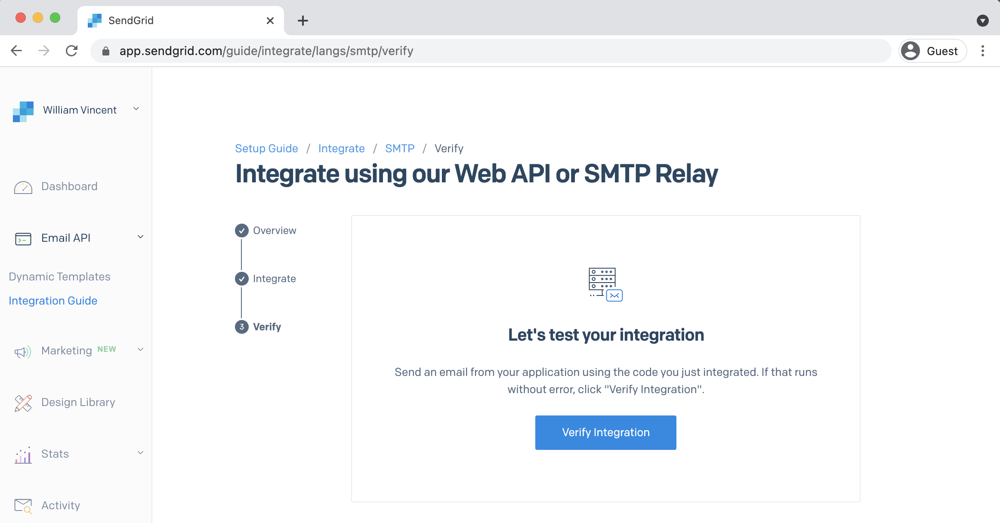 SendGrid
app.sendgrid.com/guide/integrate/langs/smtp/verify
Guest
William Vincent
Dashboard
Email API
Dynamic Templates
Integration Guide
Marketing NEW
Design Library
Stats
Activity
Setup Guide / Integrate / SMTP / Verify
Integrate using our Web API or SMTP Relay
Overview
Integrate
3 Verify
Let's test your integration
Send an email from your application using the code you just integrated. If that runs
without error, click "Verify Integration".
Verify Integration